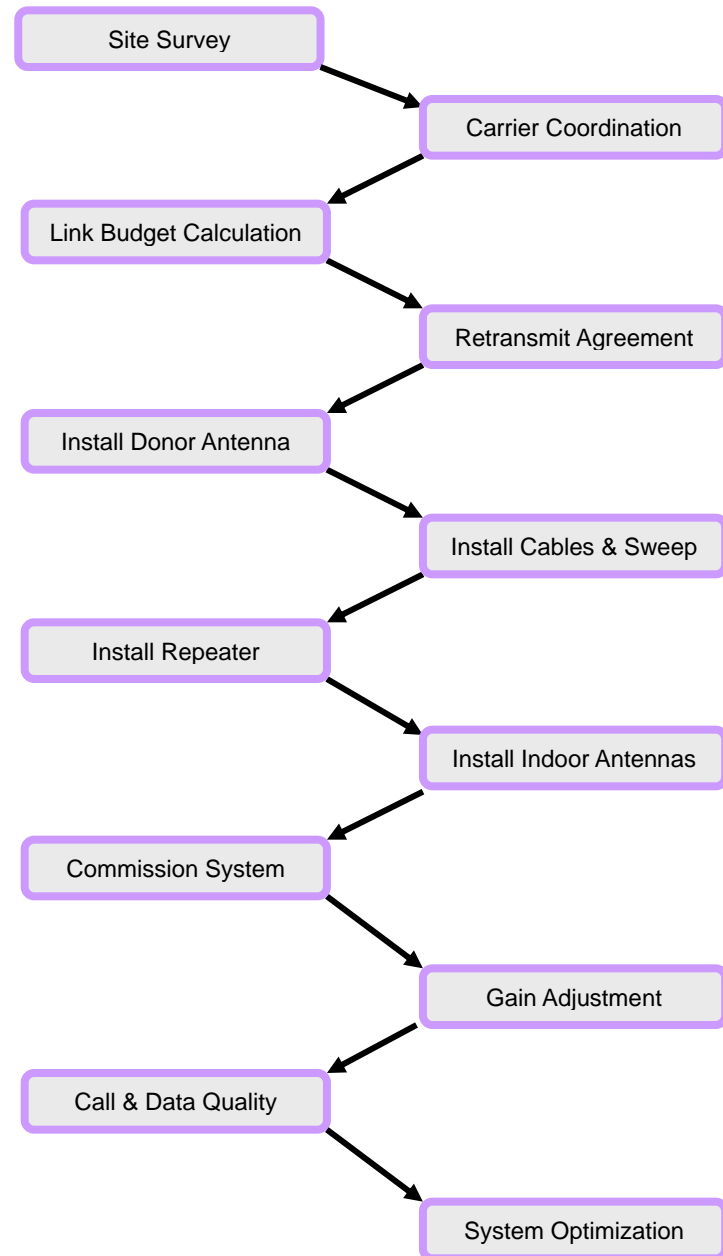 Site Survey
Carrier Coordination
Link Budget Calculation
Retransmit Agreement
Install Donor Antenna
Install Cables & Sweep
Install Repeater
Install Indoor Antennas
Commission System
Gain Adjustment
Call & Data Quality
System Optimization